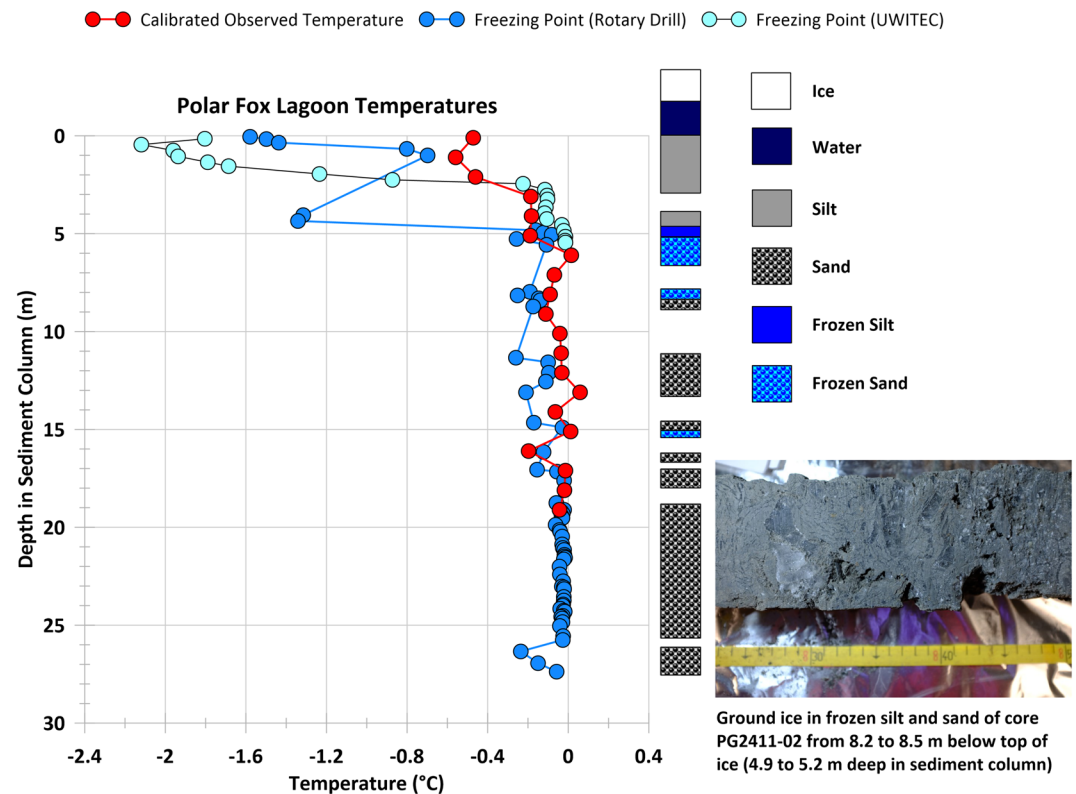 Calibrated Observed Temperature Freezing Point (Rotary Drill) Freezing Point (UWITEC)
Polar Fox Lagoon Temperatures
0
5
10
15
20
25
30
Depth in Sediment Column (m)
-2.4 -2 -1.6 -1.2 -0.8 -0.4 0 0.4
Temperature (°C)
Ice
Water
Silt
Sand
Frozen Silt
Frozen Sand
8 30 8 40
Ground ice in frozen silt and sand of core
PG2411-02 from 8.2 to 8.5 m below top of
ice (4.9 to 5.2 m deep in sediment column)